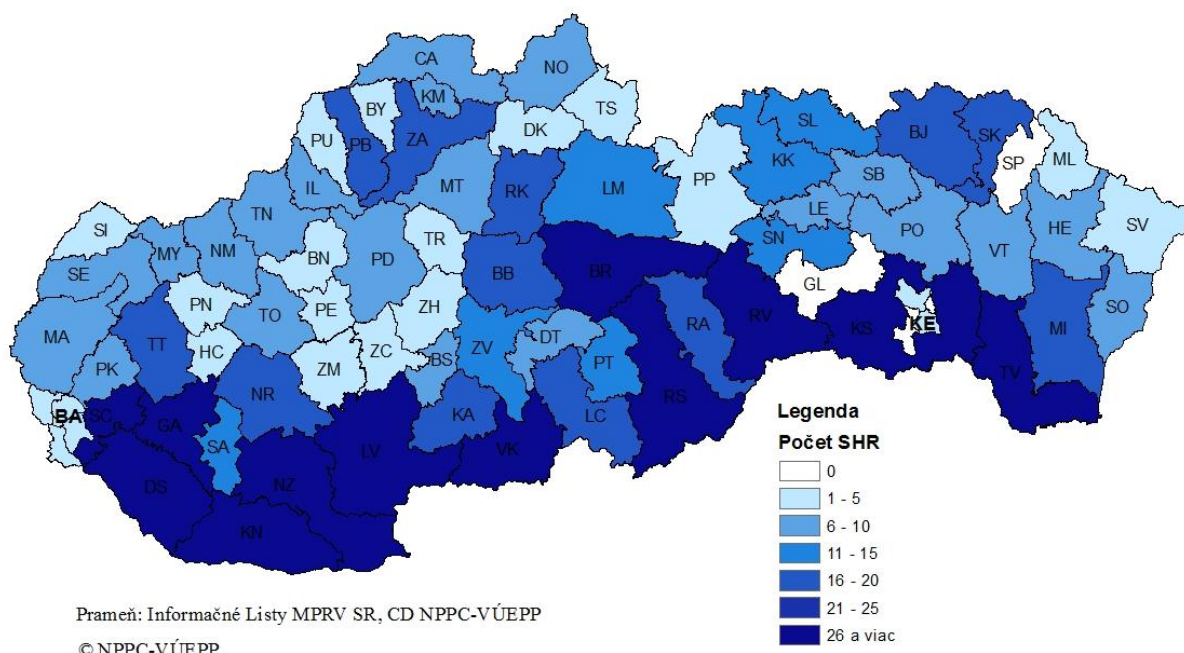 CA
NO
KM
BY
TS
PU
PB
ZA
DK
SL
BJ
SK
SP
ML
KK
IL
MT
RK
LM
PP
SB
TN
LE
HE
SV
SI
TR
SN
PO
VT
MY
NM
BN
PD
SE
BB
BR
GL
PN
PE
ZH
SO
MA
TT
TO
DT
RA
RV
KS
KE
MI
HC
ZC
BS
ZV
PK
ZM
PT
TV
NR
RS
BA
SC
GA
KA
LC
SA
LV
VK
DS
NZ
KN
Legenda
Počet SHR
0
1 - 5
6 - 10
11 - 15
16 - 20
21 - 25
26 a viac
Prameň: Informačné Listy MPRV SR, CD NPPC-VÚEPP
© NPPC-VÚEPP